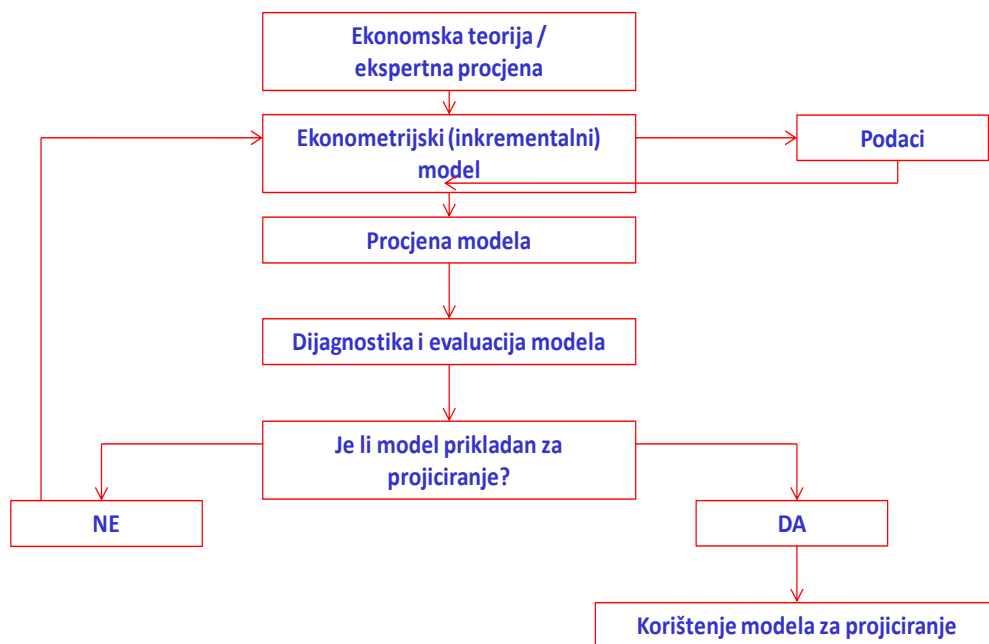 Ekonomska teorija /
ekspertna procjena
Ekonometrijski (inkrementalni)
model
Podaci
Procjena modela
Dijagnostika i evaluacija modela
Je li model prikladan za
projiciranje?
NE
DA
Korištenje modela za projiciranje